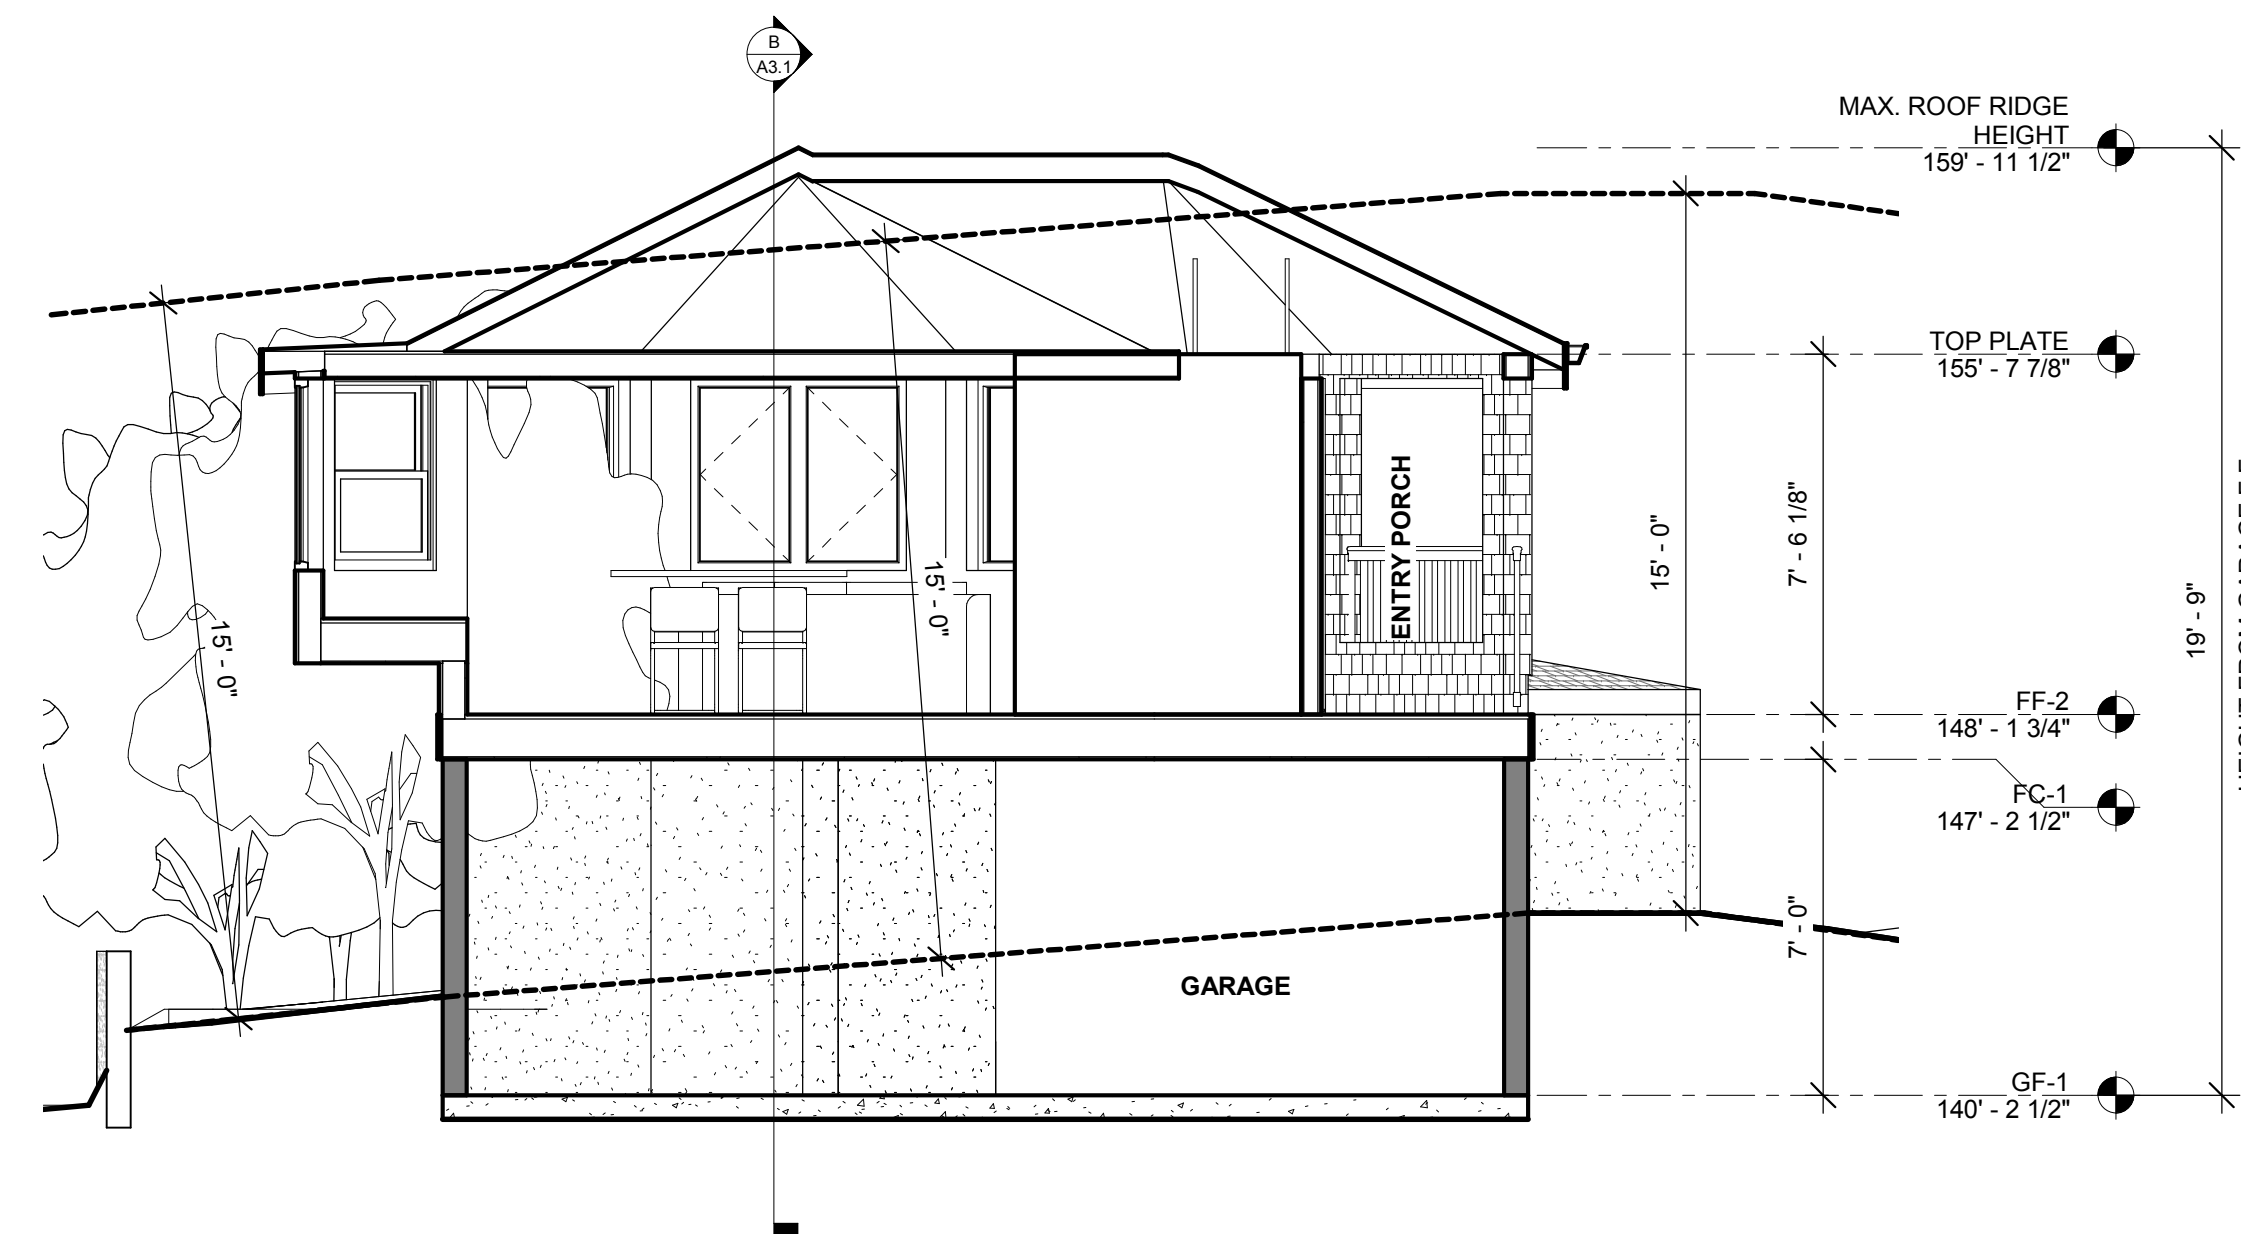 B
A3.1
MAX. ROOF RIDGE
HEIGHT
159' - 11 1/2"
TOP PLATE
155' - 7 7/8"
ENTRY PORCH
15' - 0"
15' - 0"
15' - 0"
7' - 6 1/8"
19' - 9"
FF-2
148' - 1 3/4"
FC-1
147' - 2 1/2"
7' - 0"
GARAGE
GF-1
140' - 2 1/2"